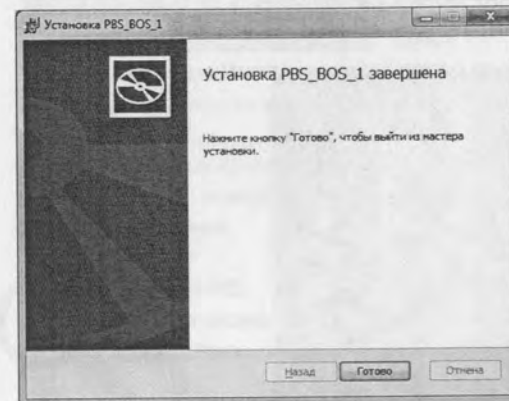 Установка PBS_BOS_1
Установка PBS_BOS_1 завершена
Нажмите кнопку "Готово", чтобы выйти из мастера
установки.
Назад
Готово
Отмена